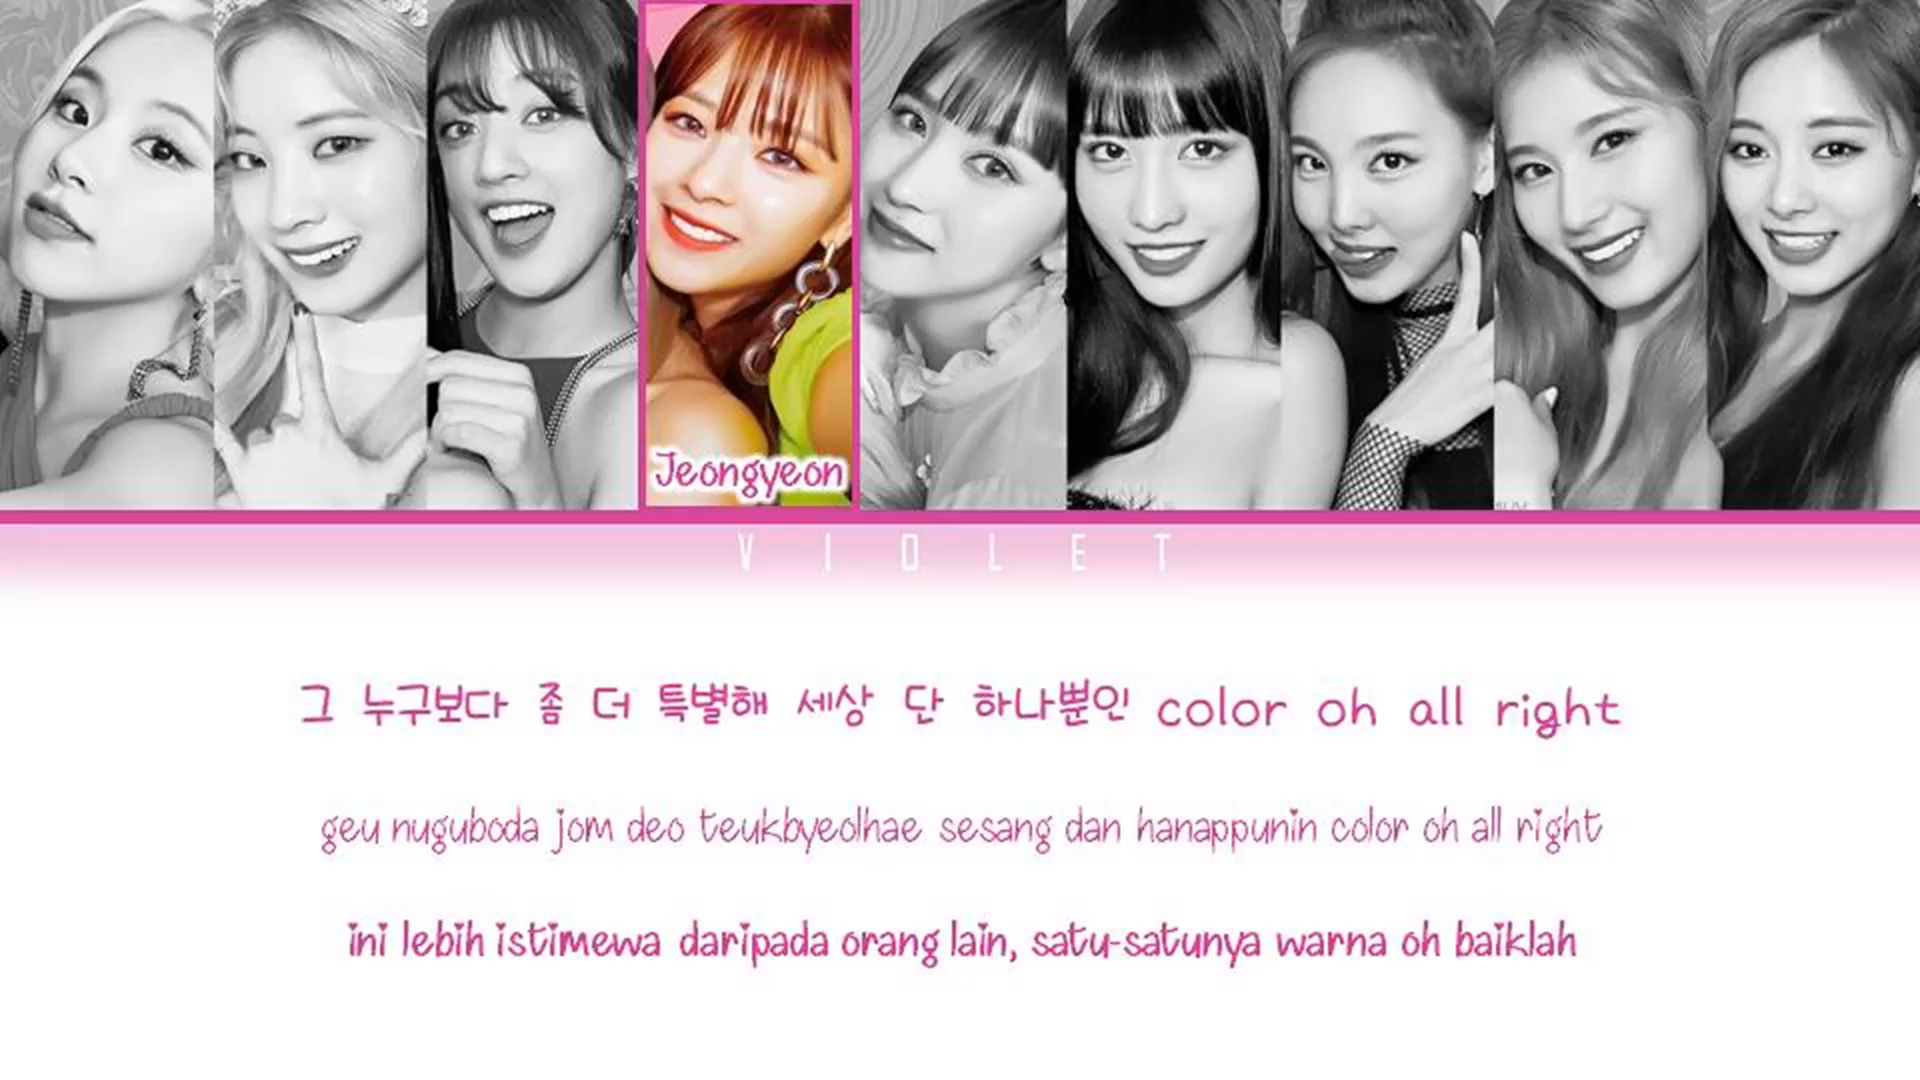 Jeongyeon
VIOLET
그 누구보다 좀 더 특별해 세상 단 하나뿐인 color oh all right
geu nuguboda jom deo teukbyeolhae sesang dan hanappunin color oh all right
ini lebih istimewa daripada orang lain, satu-satunya warna oh baiklah